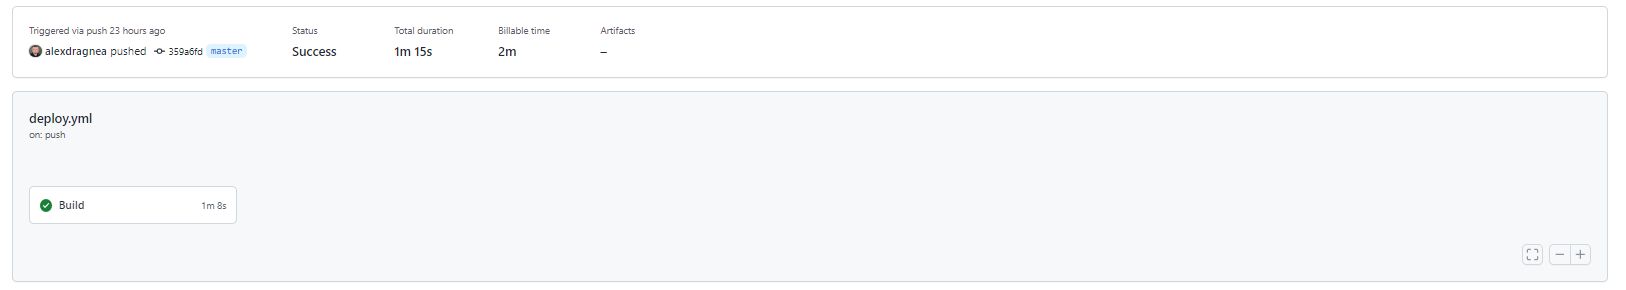 Triggered via push 23 hours ago
alexdragnea pushed 359a6fd master
Status
Success
Total duration
1m 15s
Billable time
2m
Artifacts
–
deploy.yml
on: push
Build 1m 8s